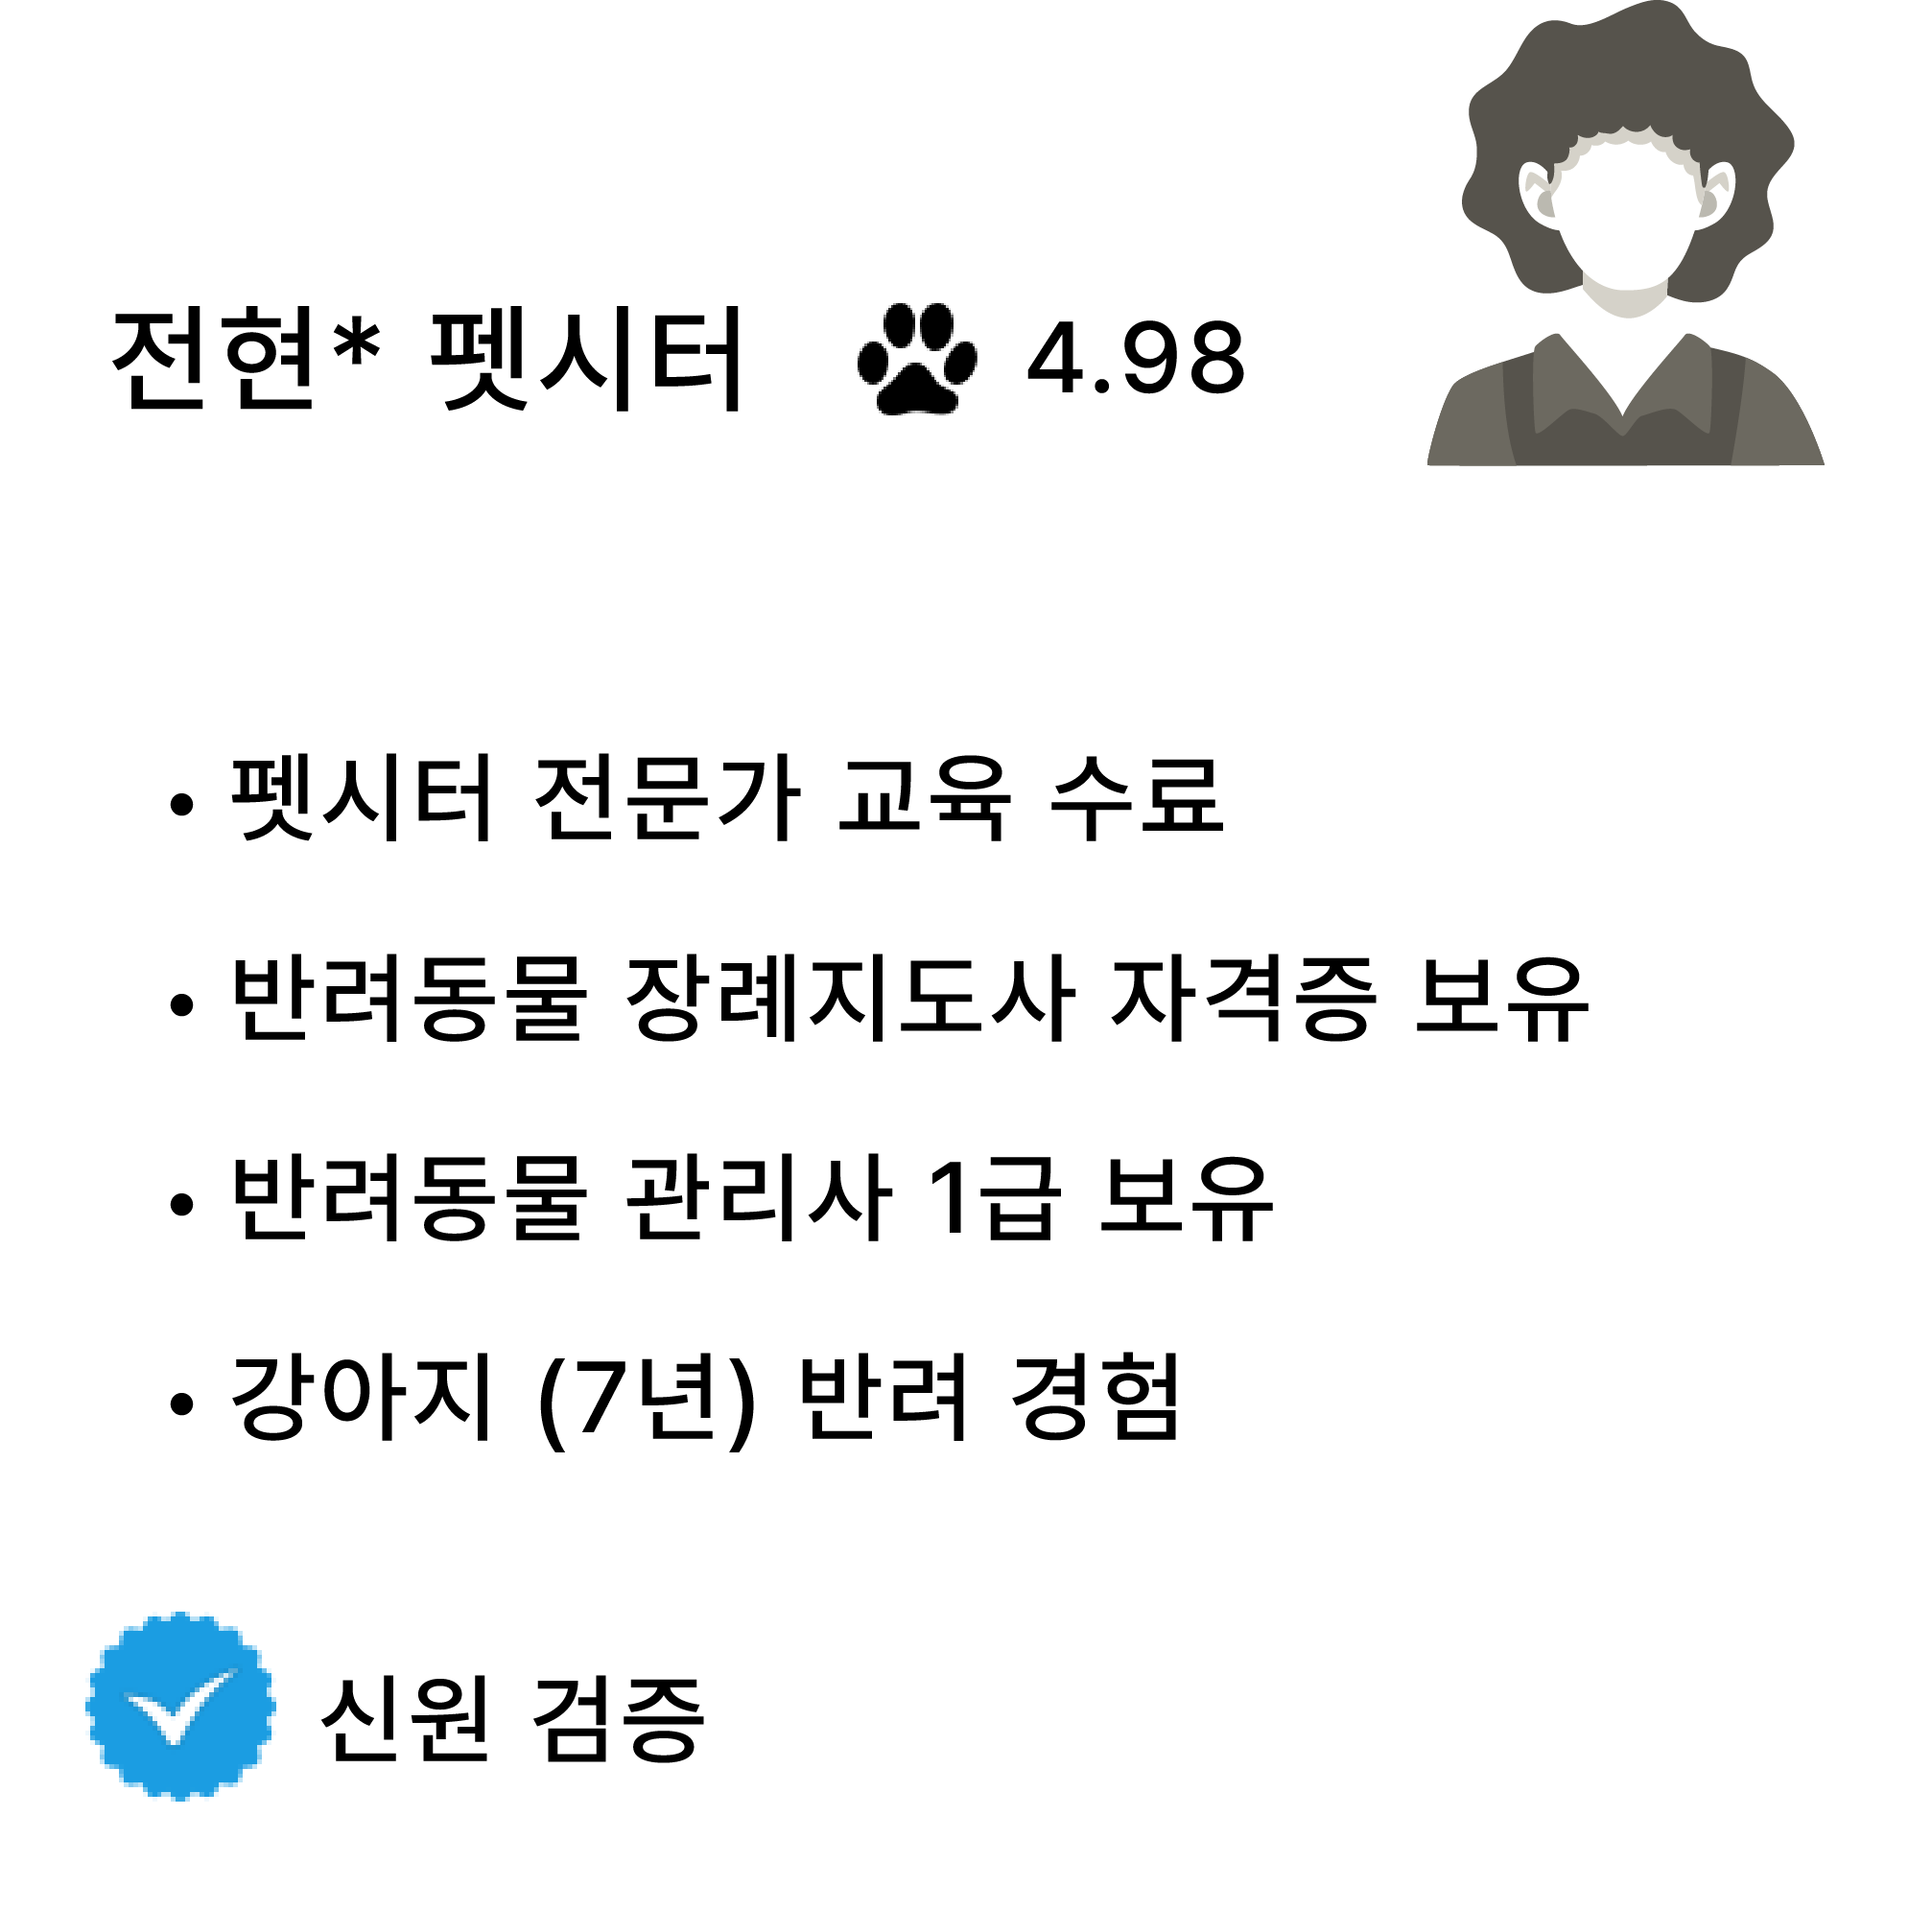 전현* 펫시터 4.98
• 펫시터 전문가 교육 수료
• 반려동물 장례지도사 자격증 보유
• 반려동물 관리사 1급 보유
• 강아지 (7년) 반려 경험
신원 검증